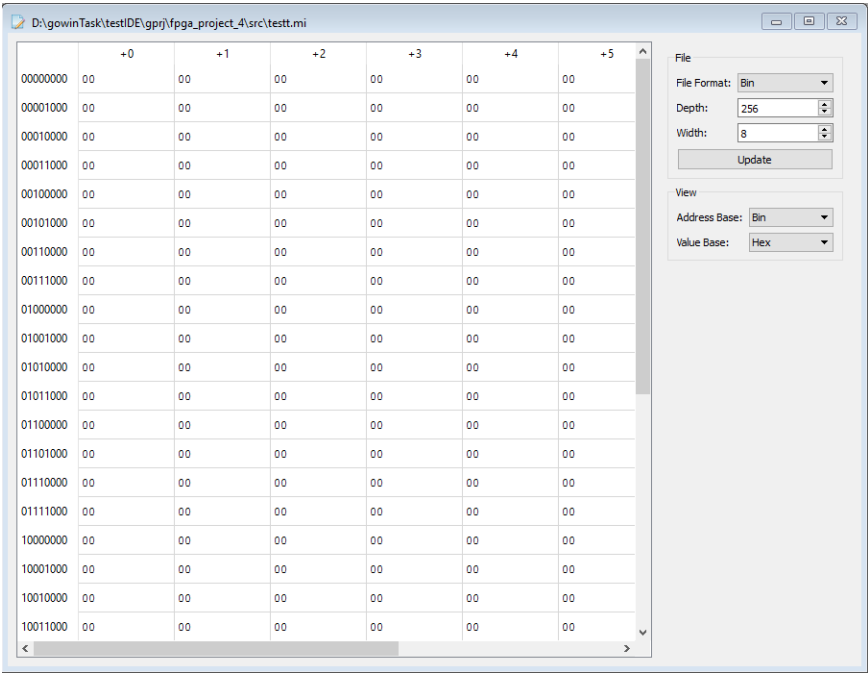 D:\gowinTask\testIDE\gprj\fpga_project_4\src\testt.mi
+0 +1 +2 +3 +4 +5
00000000 00 00 00 00 00 00
00001000 00 00 00 00 00 00
00010000 00 00 00 00 00 00
00011000 00 00 00 00 00 00
00100000 00 00 00 00 00 00
00101000 00 00 00 00 00 00
00110000 00 00 00 00 00 00
00111000 00 00 00 00 00 00
01000000 00 00 00 00 00 00
01001000 00 00 00 00 00 00
01010000 00 00 00 00 00 00
01011000 00 00 00 00 00 00
01100000 00 00 00 00 00 00
01101000 00 00 00 00 00 00
01110000 00 00 00 00 00 00
01111000 00 00 00 00 00 00
10000000 00 00 00 00 00 00
10001000 00 00 00 00 00 00
10010000 00 00 00 00 00 00
10011000 00 00 00 00 00 00
File
File Format: Bin
Depth: 256
Width: 8
Update
View
Address Base: Bin
Value Base: Hex